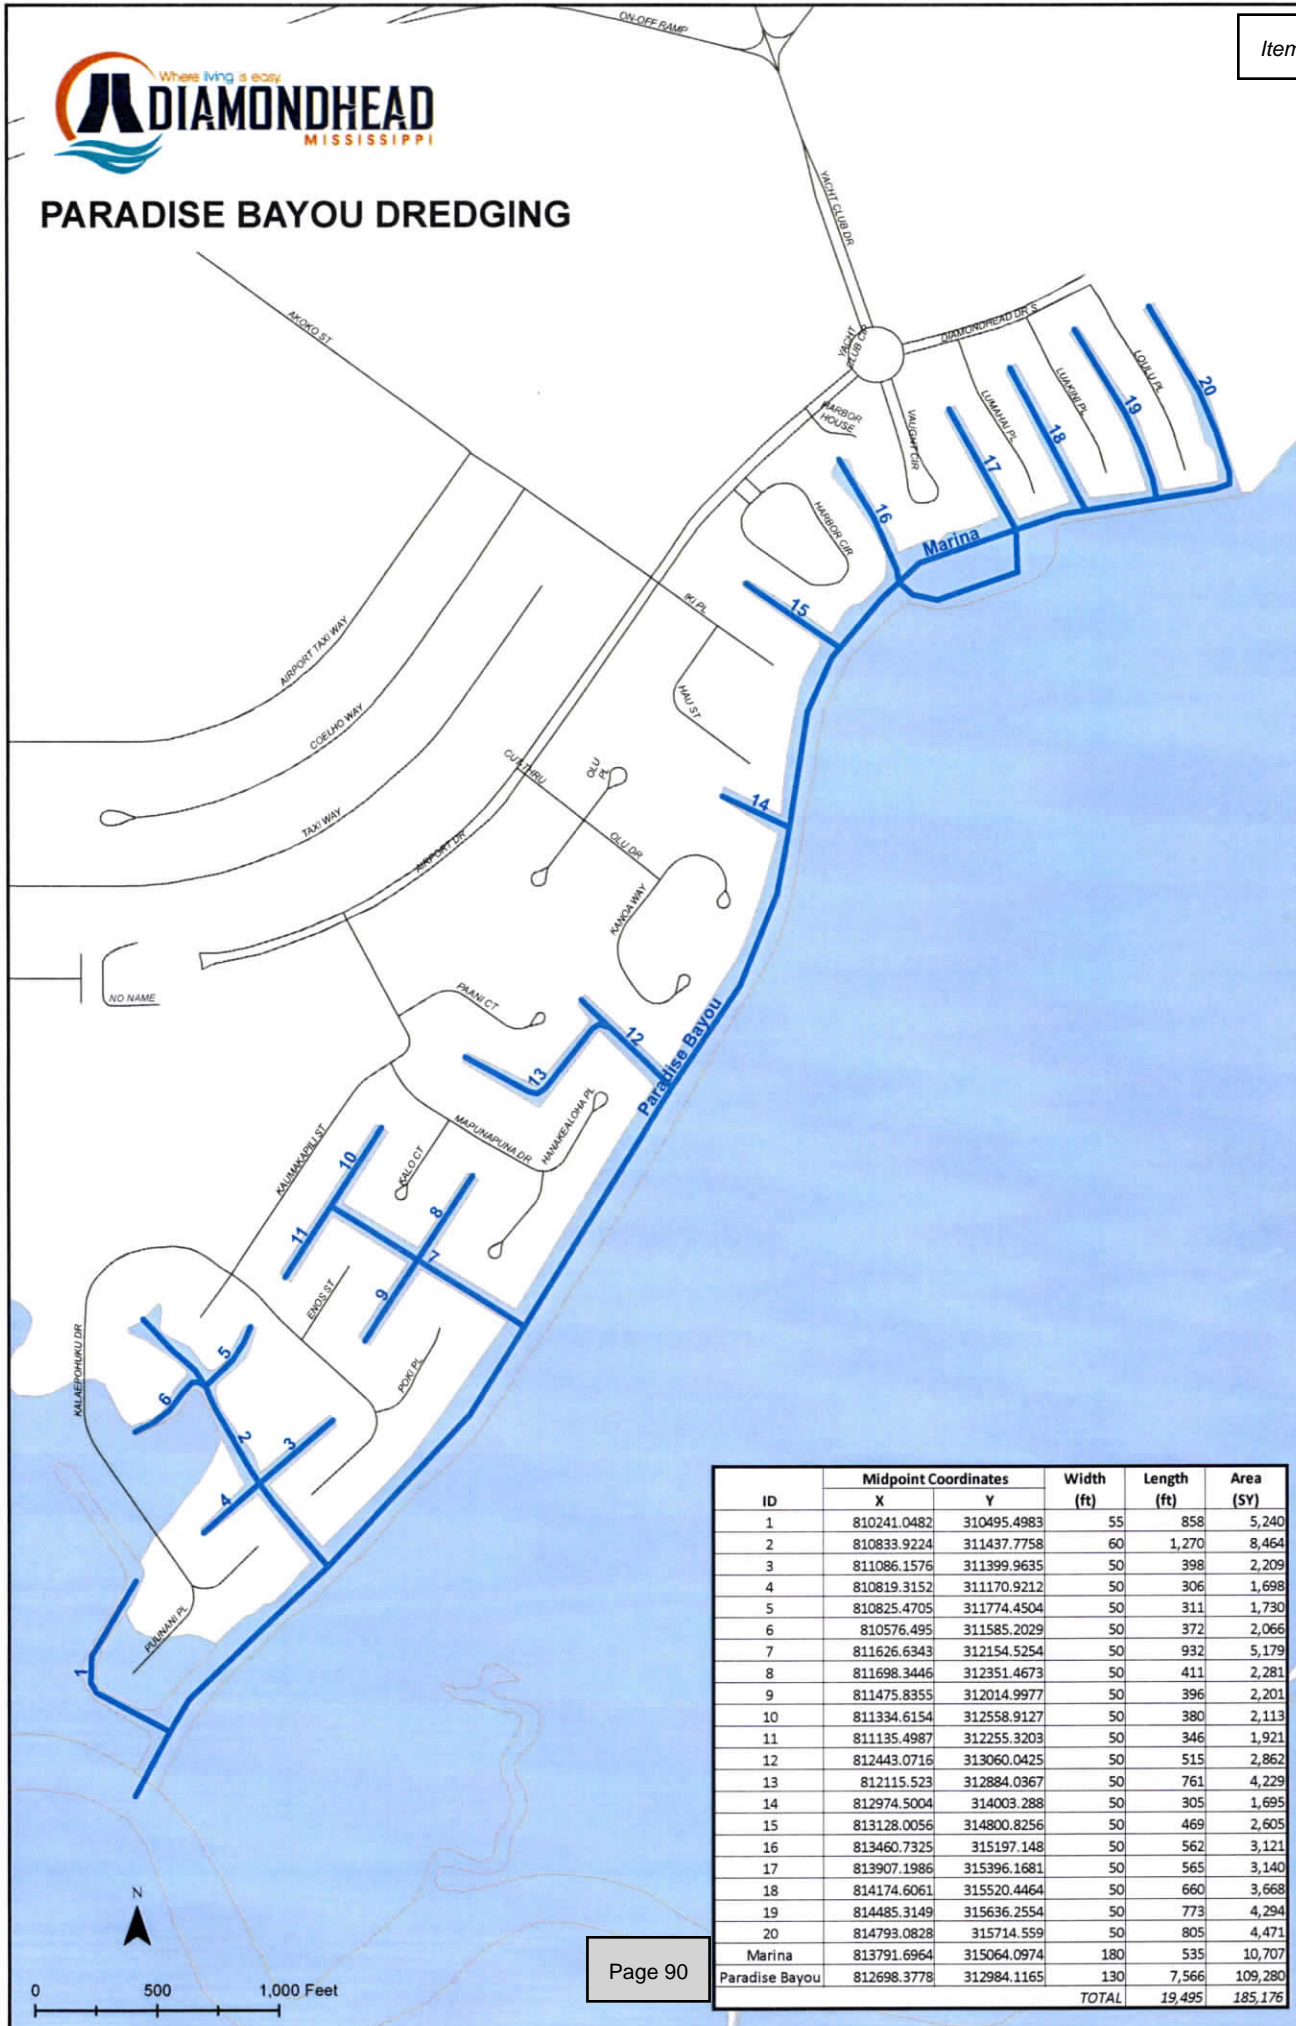 Item
Where living is easy.
DIAMONDHEAD
MISSISSIPPI
PARADISE BAYOU DREDGING
ON-OFF RAMP
YACHT CLUB DR
AKOKO ST
YACHT
CLUB CIR
DIAMONDHEAD DR S
HARBOR
HOUSE
VAUGHT CIR
LUMAHAI PL
LUAKINI PL
LOULU PL
20
19
18
17
16
HARBOR CIR
Marina
15
IKI PL
HAU ST
AIRPORT TAXI WAY
COELHO WAY
TAXI WAY
AIRPORT DR
CUT-THRU
OLU
PL
OLU DR
14
KANOA WAY
NO NAME
PAANI CT
12
13
Paradise Bayou
HANAKEALOHA PL
MAPUNAPUNA DR
KALO CT
KAUMAKAPILI ST
10
11
8
7
9
ENOS ST
POKI PL
KALAEPOHUKU DR
5
6
2
3
4
PUUNANI PL
1
N
0 500 1,000 Feet
Page 90
Midpoint Coordinates Width Length Area
ID X Y (ft) (ft) (SY)
1 810241.0482 310495.4983 55 858 5,240
2 810833.9224 311437.7758 60 1,270 8,464
3 811086.1576 311399.9635 50 398 2,209
4 810819.3152 311170.9212 50 306 1,698
5 810825.4705 311774.4504 50 311 1,730
6 810576.495 311585.2029 50 372 2,066
7 811626.6343 312154.5254 50 932 5,179
8 811698.3446 312351.4673 50 411 2,281
9 811475.8355 312014.9977 50 396 2,201
10 811334.6154 312558.9127 50 380 2,113
11 811135.4987 312255.3203 50 346 1,921
12 812443.0716 313060.0425 50 515 2,862
13 812115.523 312884.0367 50 761 4,229
14 812974.5004 314003.288 50 305 1,695
15 813128.0056 314800.8256 50 469 2,605
16 813460.7325 315197.148 50 562 3,121
17 813907.1986 315396.1681 50 565 3,140
18 814174.6061 315520.4464 50 660 3,668
19 814485.3149 315636.2554 50 773 4,294
20 814793.0828 315714.559 50 805 4,471
Marina 813791.6964 315064.0974 180 535 10,707
Paradise Bayou 812698.3778 312984.1165 130 7,566 109,280
TOTAL 19,495 185,176